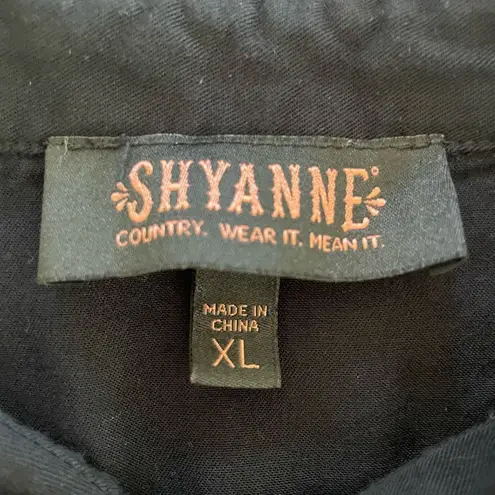 SHYANNE®
COUNTRY. WEAR IT. MEAN IT.
MADE IN
CHINA
XL